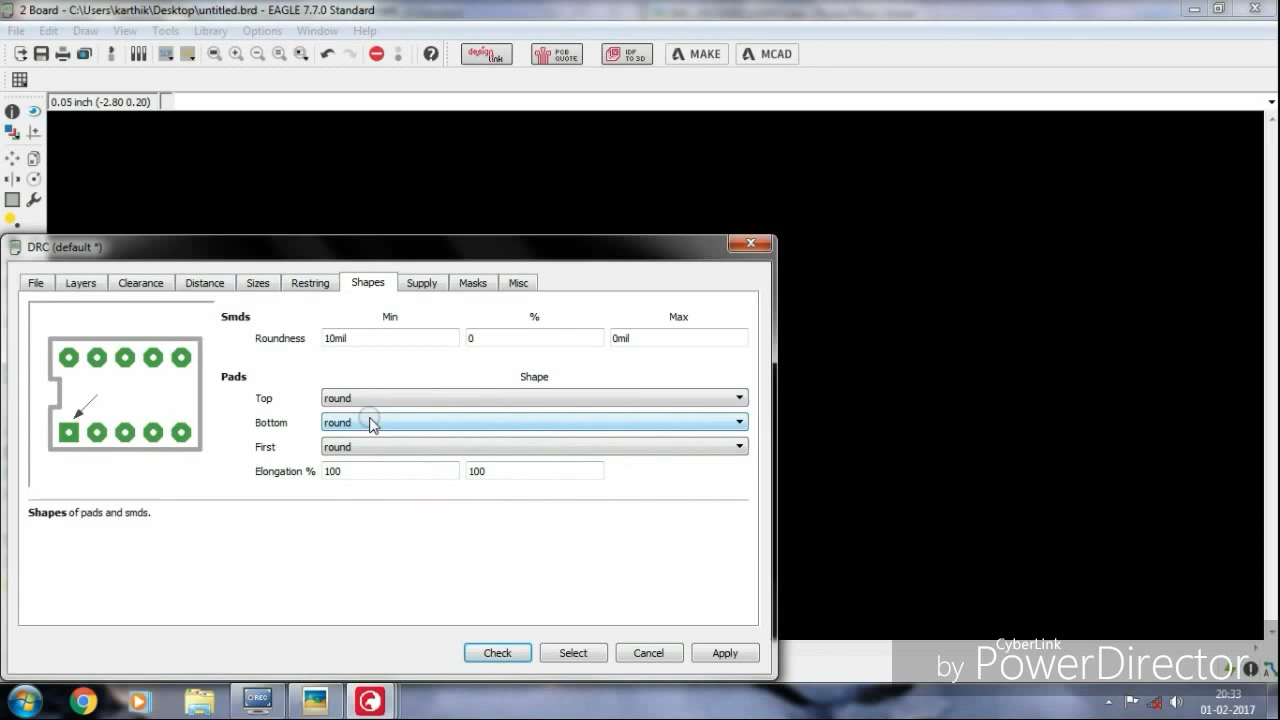 2 Board - C:\Users\karthik\Desktop\untitled.brd - EAGLE 7.7.0 Standard
File Edit Draw View Tools Library Options Window Help
design link PCB QUOTE IDF TO 3D MAKE MCAD
0.05 inch (-2.80 0.20)
DRC (default *)
File Layers Clearance Distance Sizes Restring Shapes Supply Masks Misc
Smds Min % Max
Roundness 10mil 0 0mil
Pads Shape
Top round
Bottom round
First round
Elongation % 100 100
Shapes of pads and smds.
Check Select Cancel Apply
CyberLink
by PowerDirector
REC
20:33
01-02-2017